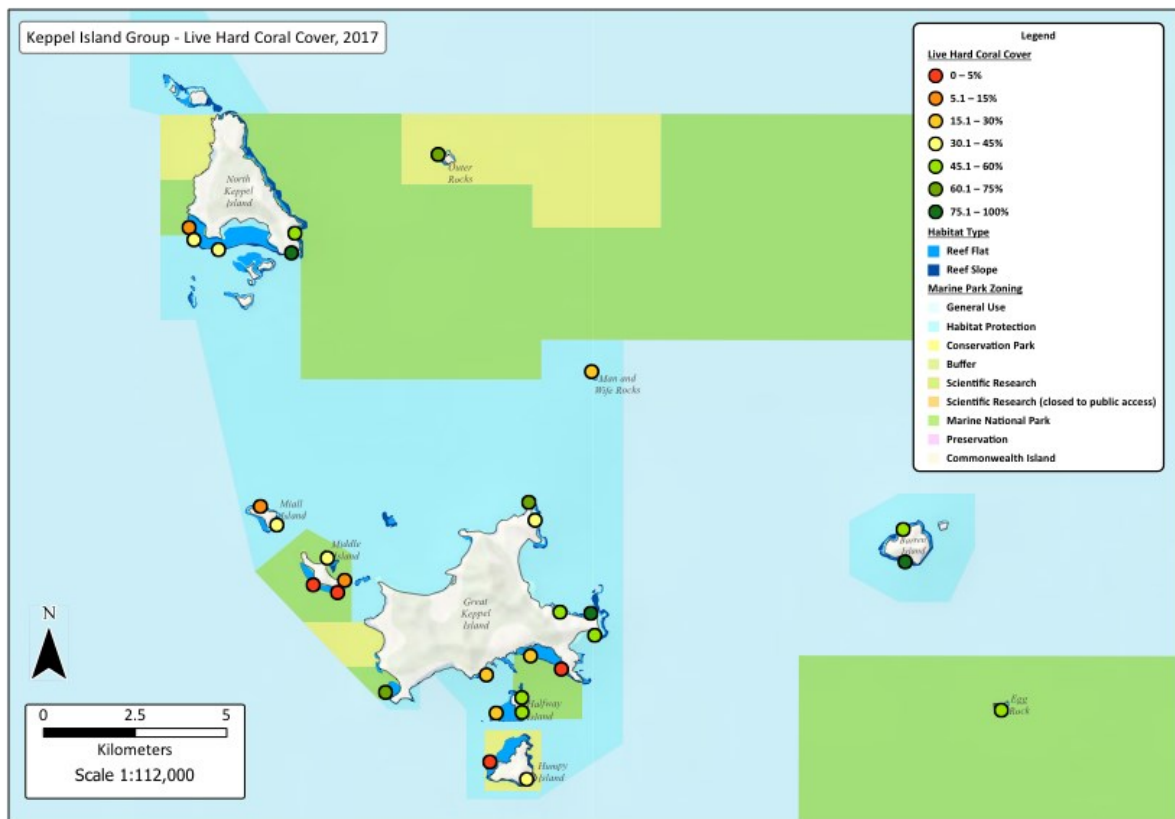 Keppel Island Group - Live Hard Coral Cover, 2017
Legend
Live Hard Coral Cover
0 – 5%
5.1 – 15%
15.1 – 30%
30.1 – 45%
45.1 – 60%
60.1 – 75%
75.1 – 100%
Habitat Type
Reef Flat
Reef Slope
Marine Park Zoning
General Use
Habitat Protection
Conservation Park
Buffer
Scientific Research
Scientific Research (closed to public access)
Marine National Park
Preservation
Commonwealth Island
Outer
Rocks
North
Keppel
Island
Man and
Wife Rocks
Miall
Island
Middle
Island
Barren
Island
Great
Keppel
Island
Halfway
Island
Egg
Rock
Humpy
Island
N
0 2.5 5
Kilometers
Scale 1:112,000